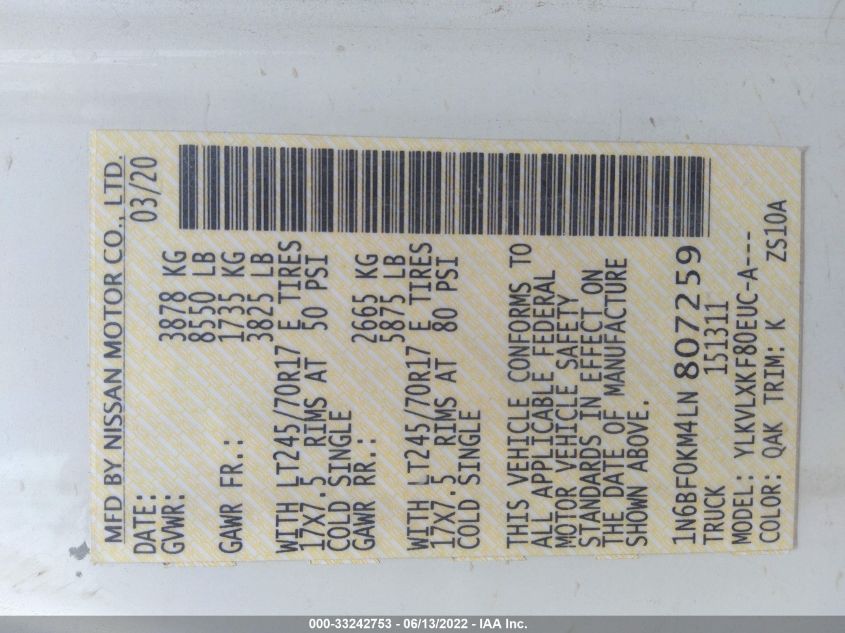 MFD BY NISSAN MOTOR CO., LTD.
DATE: 03/20
GVWR: 3878 KG
8550 LB
GAWR FR.: 1735 KG
3825 LB
WITH LT245/70R17 E TIRES
17X7.5 RIMS AT 50 PSI
COLD SINGLE
GAWR RR.: 2665 KG
5875 LB
WITH LT245/70R17 E TIRES
17X7.5 RIMS AT 80 PSI
COLD SINGLE
THIS VEHICLE CONFORMS TO
ALL APPLICABLE FEDERAL
MOTOR VEHICLE SAFETY
STANDARDS IN EFFECT ON
THE DATE OF MANUFACTURE
SHOWN ABOVE.
1N6BF0KM4LN807259
TRUCK 151311
MODEL: YLKVLXKF80EUC-A---
COLOR: QAK TRIM: K ZS10A
000-33242753 - 06/13/2022 - IAA Inc.